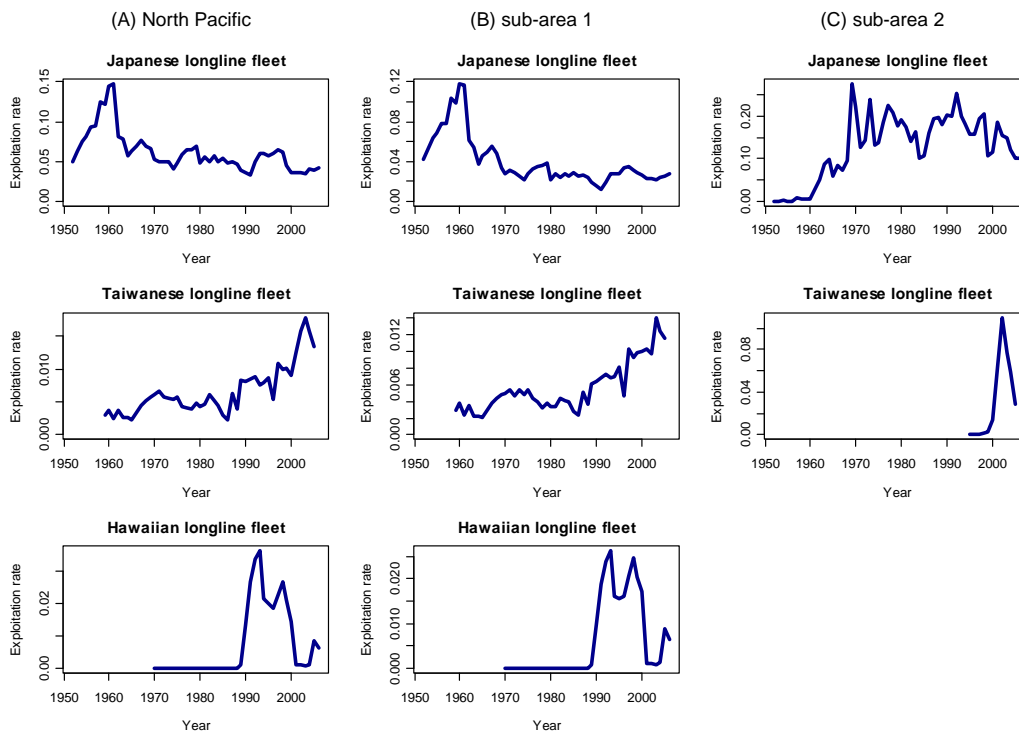 (A) North Pacific
(B) sub-area 1
(C) sub-area 2
Japanese longline fleet
Exploitation rate
0.00 0.05 0.10 0.15
1950 1960 1970 1980 1990 2000
Year
Japanese longline fleet
Exploitation rate
0.00 0.04 0.08 0.12
1950 1960 1970 1980 1990 2000
Year
Japanese longline fleet
Exploitation rate
0.00 0.10 0.20
1950 1960 1970 1980 1990 2000
Year
Taiwanese longline fleet
Exploitation rate
0.000 0.010
1950 1960 1970 1980 1990 2000
Year
Taiwanese longline fleet
Exploitation rate
0.000 0.006 0.012
1950 1960 1970 1980 1990 2000
Year
Taiwanese longline fleet
Exploitation rate
0.00 0.04 0.08
1950 1960 1970 1980 1990 2000
Year
Hawaiian longline fleet
Exploitation rate
0.00 0.02
1950 1960 1970 1980 1990 2000
Year
Hawaiian longline fleet
Exploitation rate
0.000 0.010 0.020
1950 1960 1970 1980 1990 2000
Year